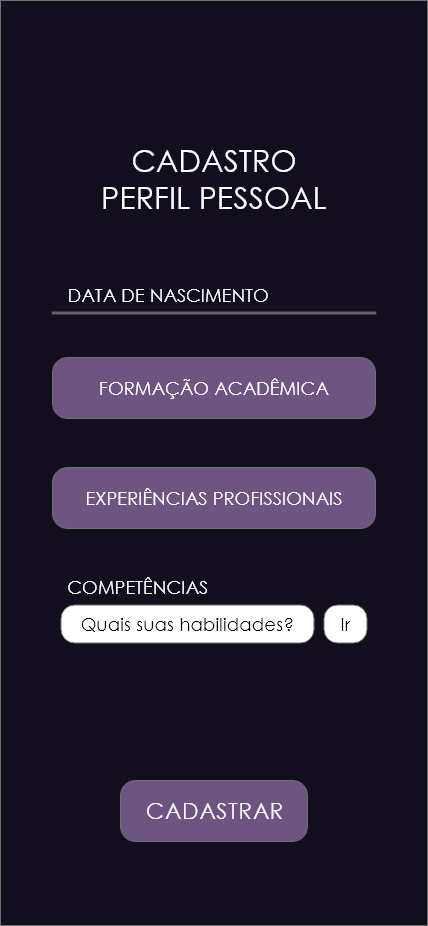 CADASTRO
PERFIL PESSOAL
DATA DE NASCIMENTO
FORMAÇÃO ACADÊMICA
EXPERIÊNCIAS PROFISSIONAIS
COMPETÊNCIAS
Quais suas habilidades? Ir
CADASTRAR